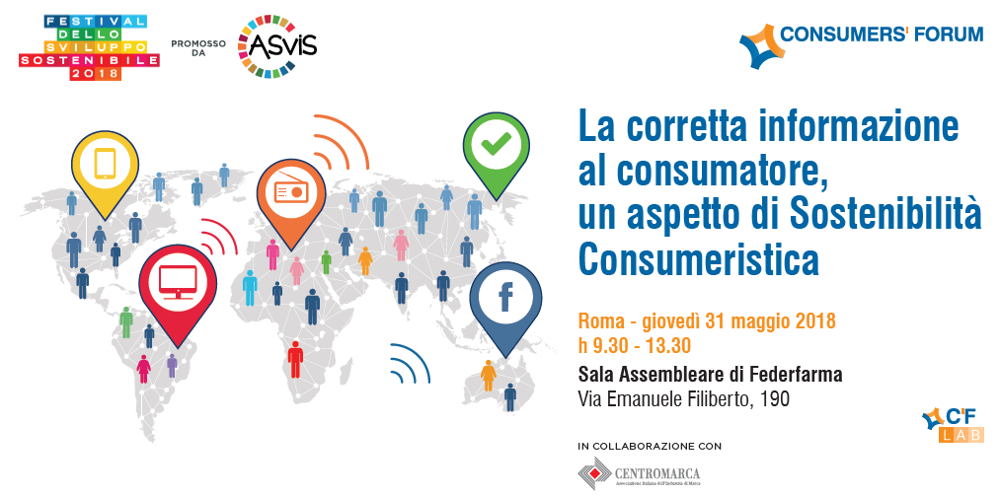 FESTIVAL
DELLO
SVILUPPO
SOSTENIBILE
2018
PROMOSSO
DA
ASviS
CONSUMERS' FORUM
La corretta informazione
al consumatore,
un aspetto di Sostenibilità
Consumeristica
Roma - giovedì 31 maggio 2018
h 9.30 - 13.30
Sala Assembleare di Federfarma
Via Emanuele Filiberto, 190
f
C'F
LAB
IN COLLABORAZIONE CON
CENTROMARCA
Associazione Italiana dell'Industria di Marca